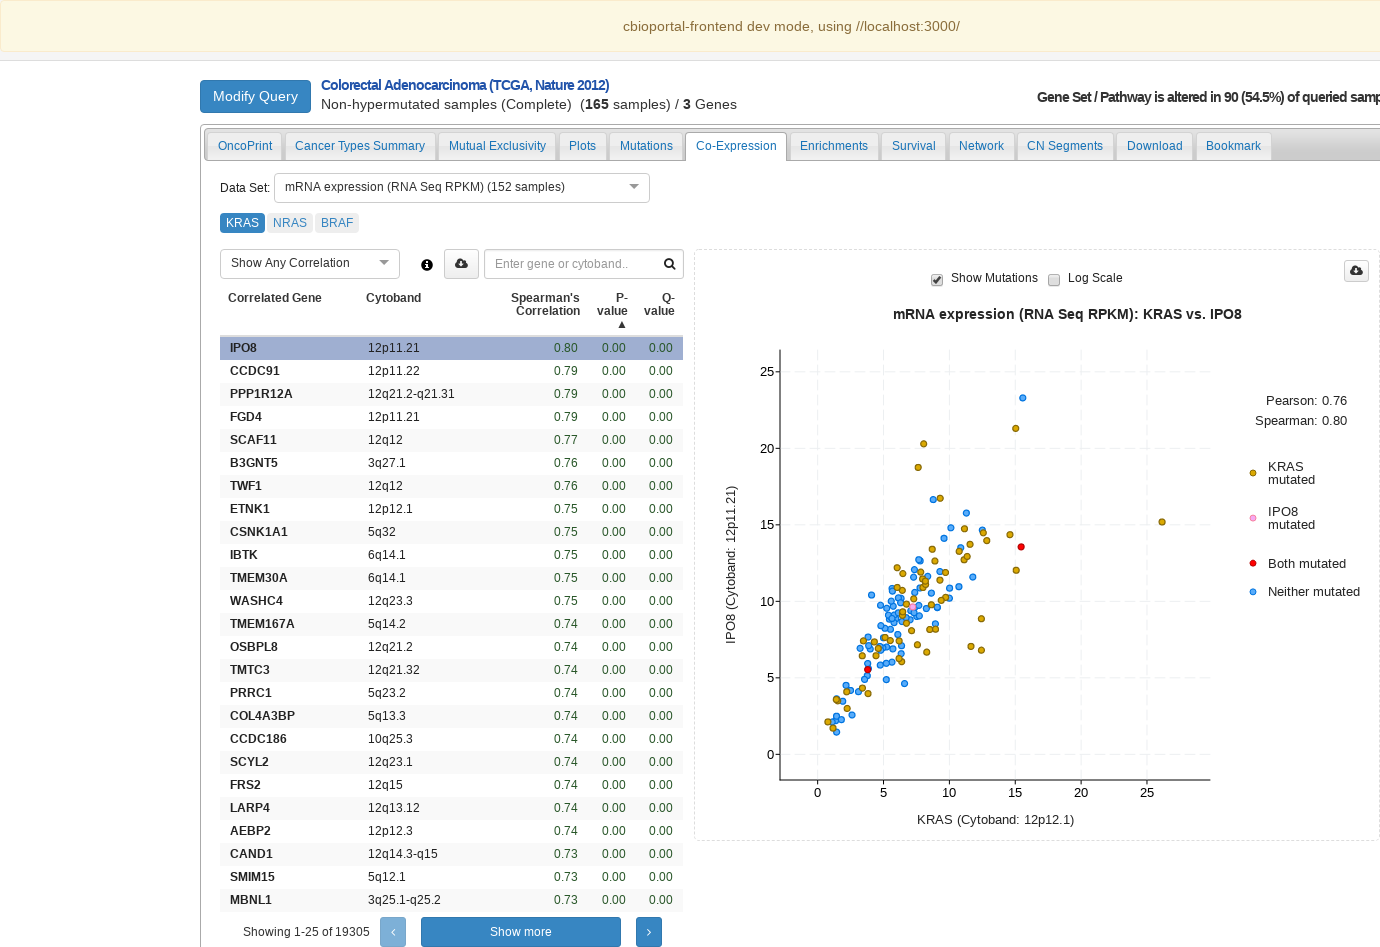 cbioportal-frontend dev mode, using //localhost:3000/
Modify Query
Colorectal Adenocarcinoma (TCGA, Nature 2012)
Non-hypermutated samples (Complete) (165 samples) / 3 Genes
Gene Set / Pathway is altered in 90 (54.5%) of queried samp
OncoPrint Cancer Types Summary Mutual Exclusivity Plots Mutations Co-Expression Enrichments Survival Network CN Segments Download Bookmark
Data Set: mRNA expression (RNA Seq RPKM) (152 samples)
KRAS NRAS BRAF
Show Any Correlation
Enter gene or cytoband..
Correlated Gene Cytoband Spearman's Correlation P-value ▲ Q-value
IPO8 12p11.21 0.80 0.00 0.00
CCDC91 12p11.22 0.79 0.00 0.00
PPP1R12A 12q21.2-q21.31 0.79 0.00 0.00
FGD4 12p11.21 0.79 0.00 0.00
SCAF11 12q12 0.77 0.00 0.00
B3GNT5 3q27.1 0.76 0.00 0.00
TWF1 12q12 0.76 0.00 0.00
ETNK1 12p12.1 0.75 0.00 0.00
CSNK1A1 5q32 0.75 0.00 0.00
IBTK 6q14.1 0.75 0.00 0.00
TMEM30A 6q14.1 0.75 0.00 0.00
WASHC4 12q23.3 0.75 0.00 0.00
TMEM167A 5q14.2 0.74 0.00 0.00
OSBPL8 12q21.2 0.74 0.00 0.00
TMTC3 12q21.32 0.74 0.00 0.00
PRRC1 5q23.2 0.74 0.00 0.00
COL4A3BP 5q13.3 0.74 0.00 0.00
CCDC186 10q25.3 0.74 0.00 0.00
SCYL2 12q23.1 0.74 0.00 0.00
FRS2 12q15 0.74 0.00 0.00
LARP4 12q13.12 0.74 0.00 0.00
AEBP2 12p12.3 0.74 0.00 0.00
CAND1 12q14.3-q15 0.73 0.00 0.00
SMIM15 5q12.1 0.73 0.00 0.00
MBNL1 3q25.1-q25.2 0.73 0.00 0.00
Showing 1-25 of 19305 ‹ Show more ›
Show Mutations Log Scale
mRNA expression (RNA Seq RPKM): KRAS vs. IPO8
25
20
15
10
5
0
IPO8 (Cytoband: 12p11.21)
0 5 10 15 20 25
KRAS (Cytoband: 12p12.1)
Pearson: 0.76
Spearman: 0.80
KRAS
mutated
IPO8
mutated
Both mutated
Neither mutated